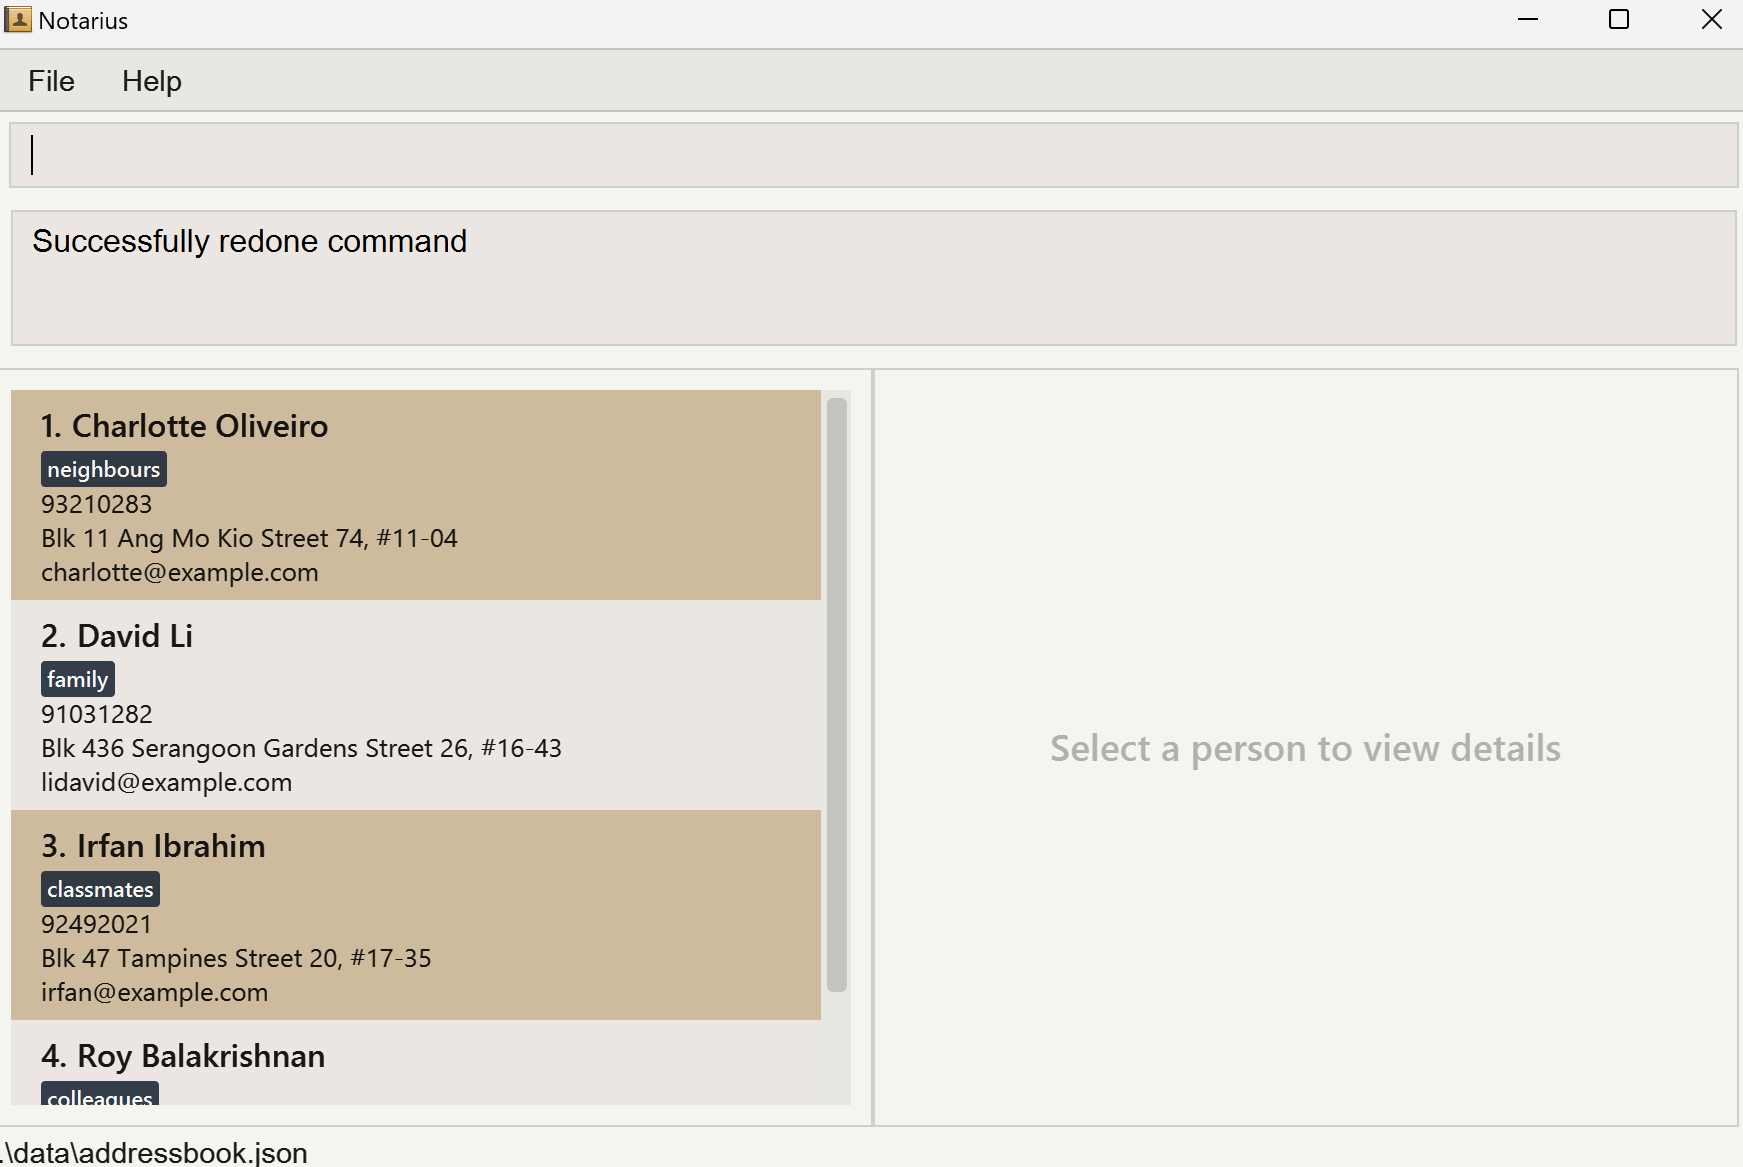 Notarius
File Help
Successfully redone command
1. Charlotte Oliveiro
neighbours
93210283
Blk 11 Ang Mo Kio Street 74, #11-04
charlotte@example.com
2. David Li
family
91031282
Blk 436 Serangoon Gardens Street 26, #16-43
lidavid@example.com
3. Irfan Ibrahim
classmates
92492021
Blk 47 Tampines Street 20, #17-35
irfan@example.com
4. Roy Balakrishnan
colleagues
Select a person to view details
.\data\addressbook.json